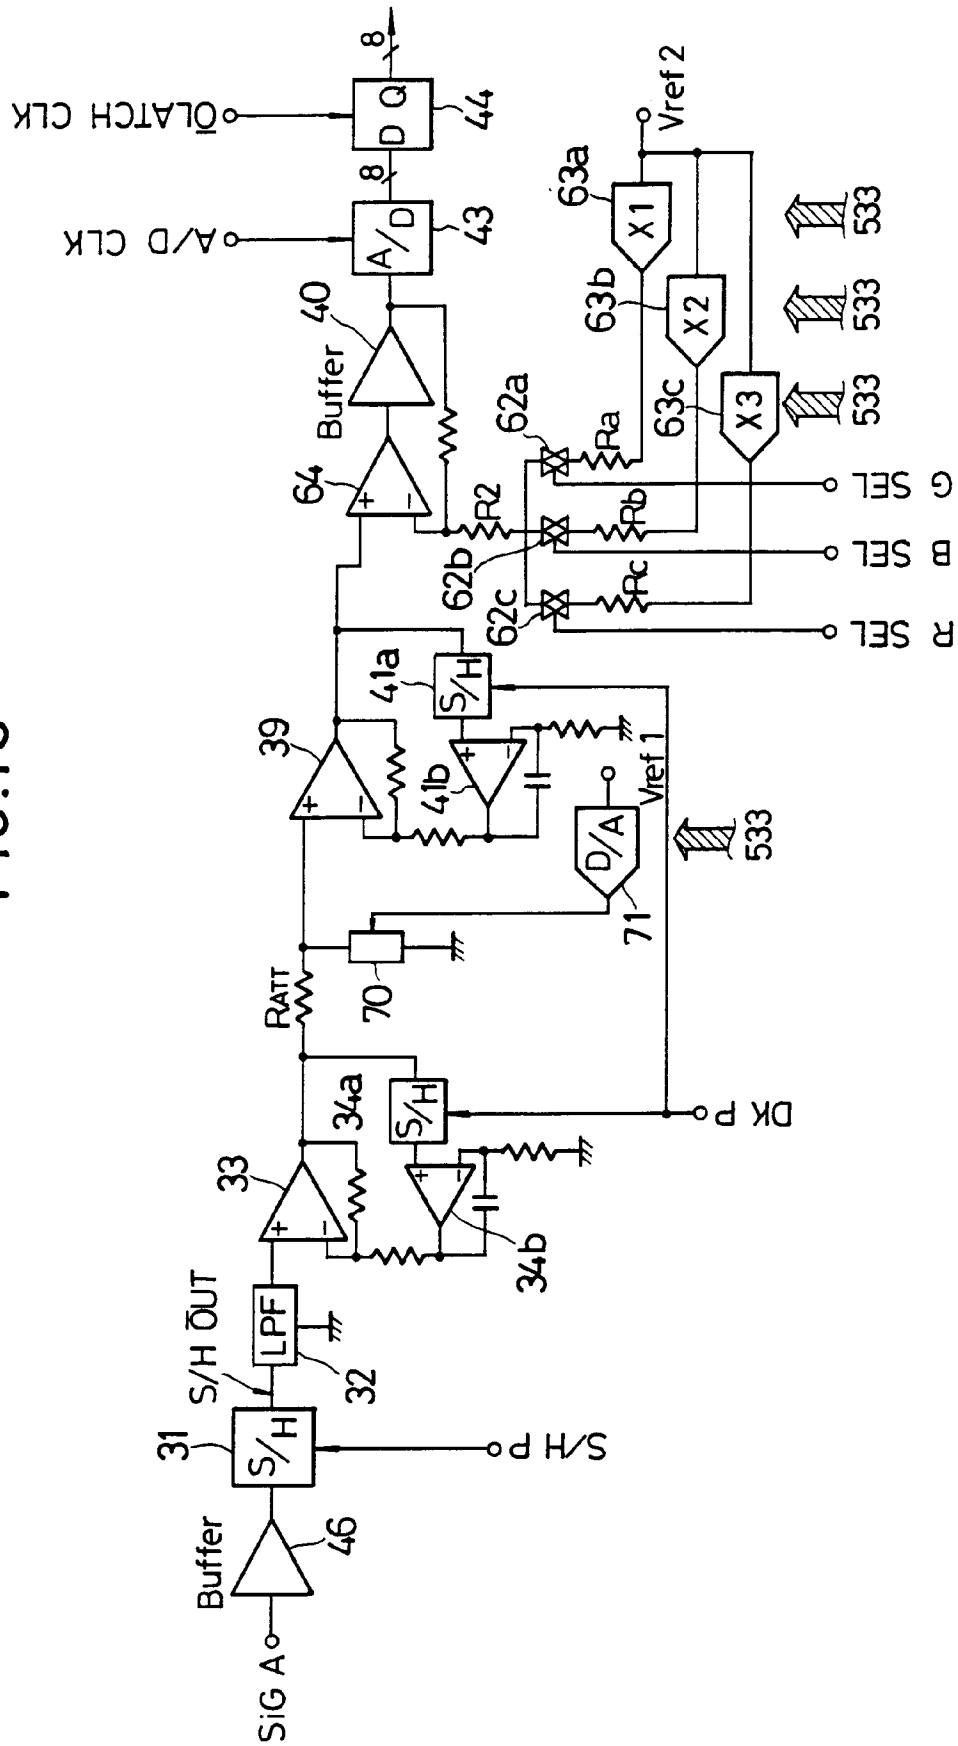 SiG A
Buffer
46
31
S/H
S/H P
S/H OUT
LPF
32
33
+
−
34a
S/H
+
−
34b
DK P
RATT
70
39
+
−
41a
S/H
+
−
41b
D/A
71
Vref 1
533
64
+
−
Buffer
40
A/D
43
A/D CLK
8
D Q
44
ŌLATCH CLK
8
R2
62a
62b
62c
Ra
Rb
Rc
R SEL
B SEL
G SEL
63a
X1
63b
X2
63c
X3
Vref 2
533
533
533